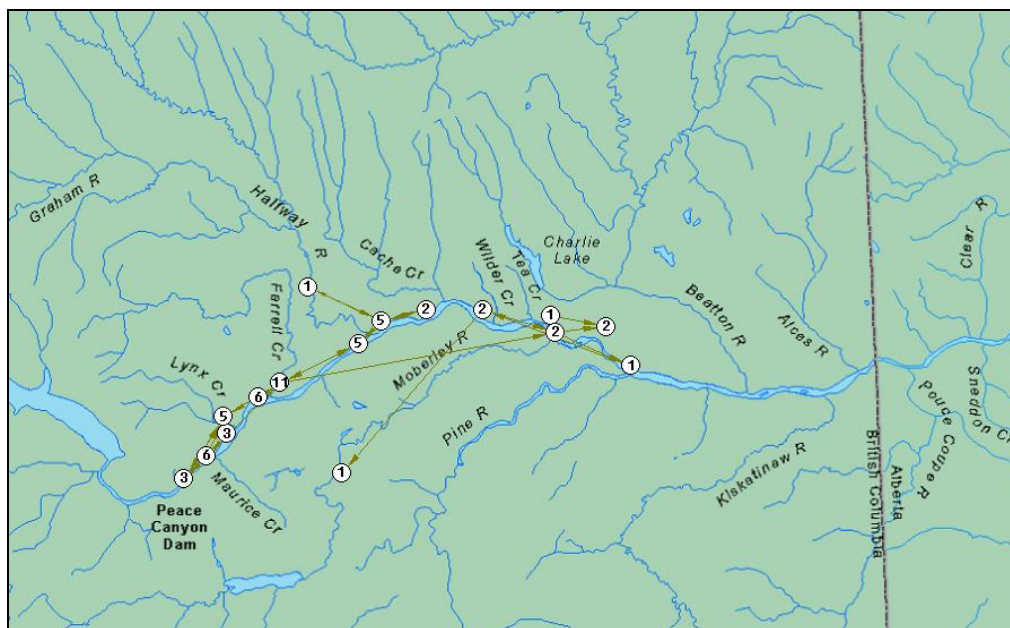 Graham R
Halfway
R
Cache Cr
Farrell Cr
Lynx Cr
Wilder Cr
Tea Cr
Charlie
Lake
Moberley R
Pine R
Beatton R
Alces R
Clear R
Sneddon Cr
Pouce Coupe R
Kiskatinaw R
British Columbia
Alberta
Maurice Cr
Peace
Canyon
Dam
1
5
2
2
1
2
2
5
1
11
6
5
3
6
3
1